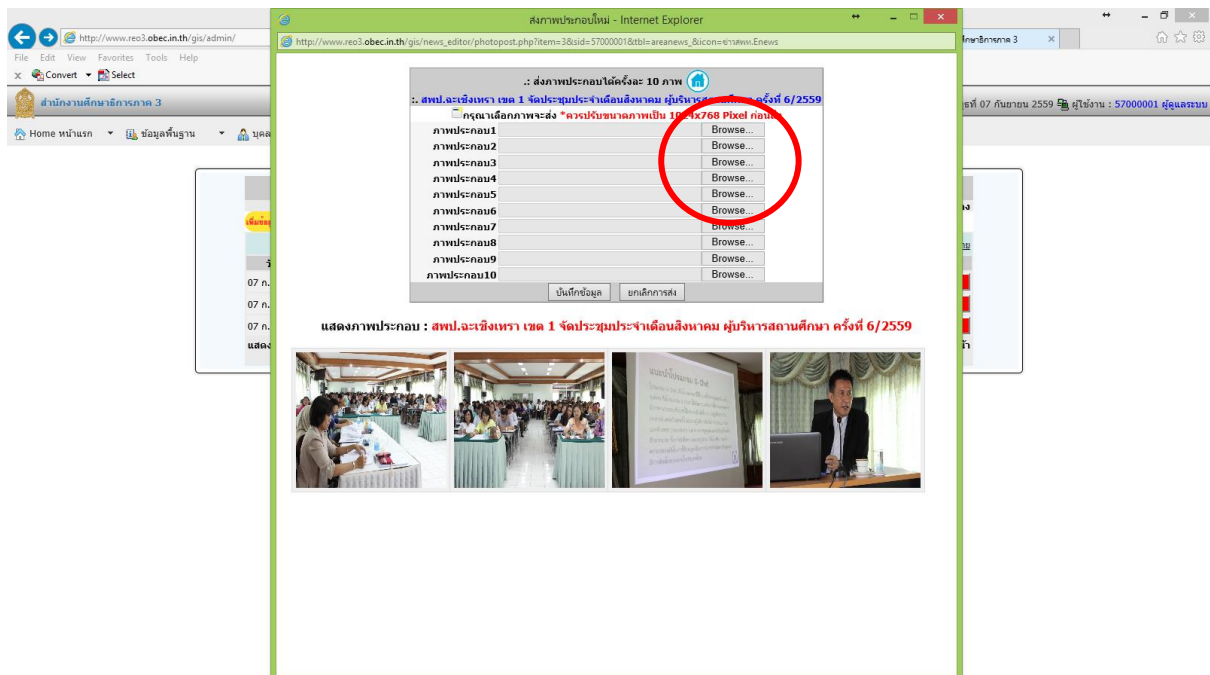 ส่งภาพประกอบใหม่ - Internet Explorer
http://www.reo3.obec.in.th/gis/admin/
http://www.reo3.obec.in.th/gis/news_editor/photopost.php?item=3&sid=57000001&tbl=areanews_&icon=ข่าวสพท.Enews
ศึกษาธิการภาค 3
File Edit View Favorites Tools Help
x Convert Select
สำนักงานศึกษาธิการภาค 3
07 กันยายน 2559 ผู้ใช้งาน : 57000001 ผู้ดูแลระบบ
Home หน้าแรก ข้อมูลพื้นฐาน
.: ส่งภาพประกอบได้ครั้งละ 10 ภาพ
:. สพป.ฉะเชิงเทรา เขต 1 จัดประชุมประจำเดือนสิงหาคม ผู้บริหารสถานศึกษา ครั้งที่ 6/2559
กรุณาเลือกภาพจะส่ง *ควรปรับขนาดภาพเป็น 1024x768 Pixel ก่อน
ภาพประกอบ1 Browse...
ภาพประกอบ2 Browse...
ภาพประกอบ3 Browse...
ภาพประกอบ4 Browse...
ภาพประกอบ5 Browse...
ภาพประกอบ6 Browse...
ภาพประกอบ7 Browse...
ภาพประกอบ8 Browse...
ภาพประกอบ9 Browse...
ภาพประกอบ10 Browse...
บันทึกข้อมูล ยกเลิกการส่ง
07 ก.
07 ก.
07 ก.
แสดง
แสดงภาพประกอบ : สพป.ฉะเชิงเทรา เขต 1 จัดประชุมประจำเดือนสิงหาคม ผู้บริหารสถานศึกษา ครั้งที่ 6/2559